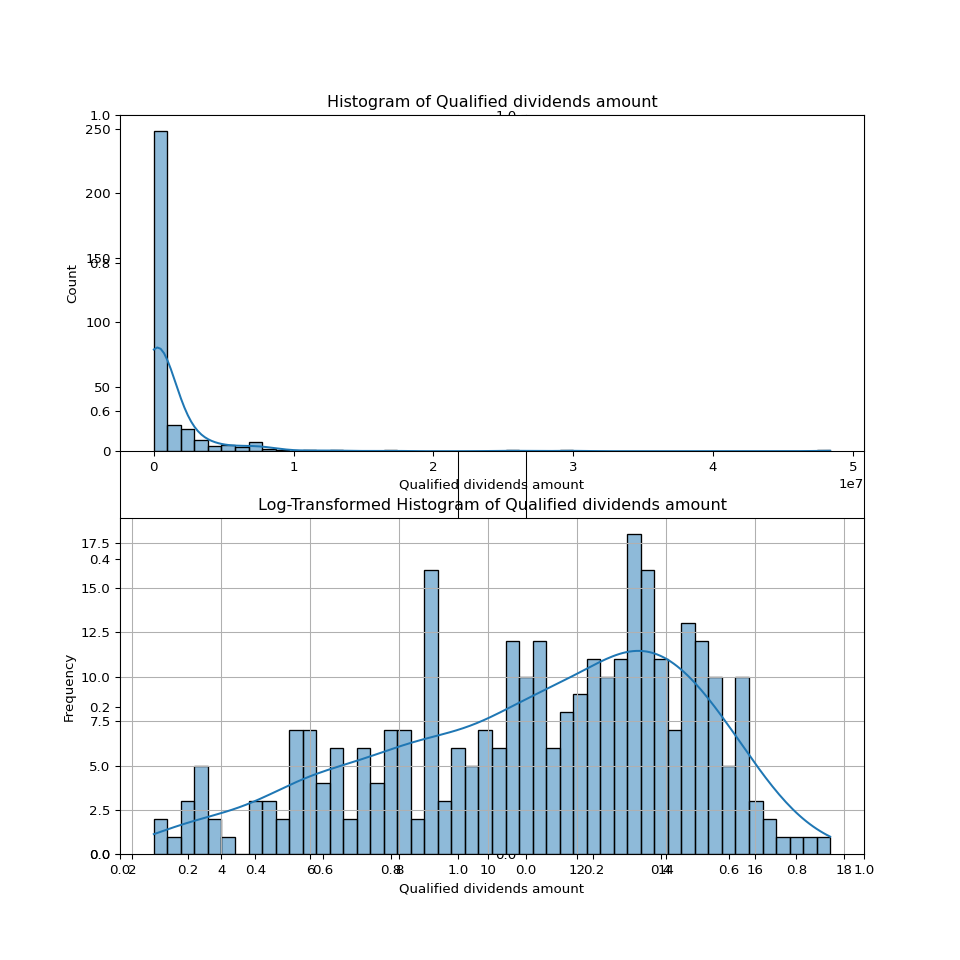 Histogram of Qualified dividends amount
1.0
250
200
150
0.8
100
50
0.6
0
Count
0 1 2 3 4 5
1e7
Qualified dividends amount
Log-Transformed Histogram of Qualified dividends amount
17.5
0.4
15.0
12.5
10.0
0.2
7.5
5.0
2.5
0.0
Frequency
0.0 2 0.2 4 0.4 6 0.6 0.8 8 1.0 10 0.0 12 0.2 0.4 14 0.6 16 0.8 18 1.0
Qualified dividends amount